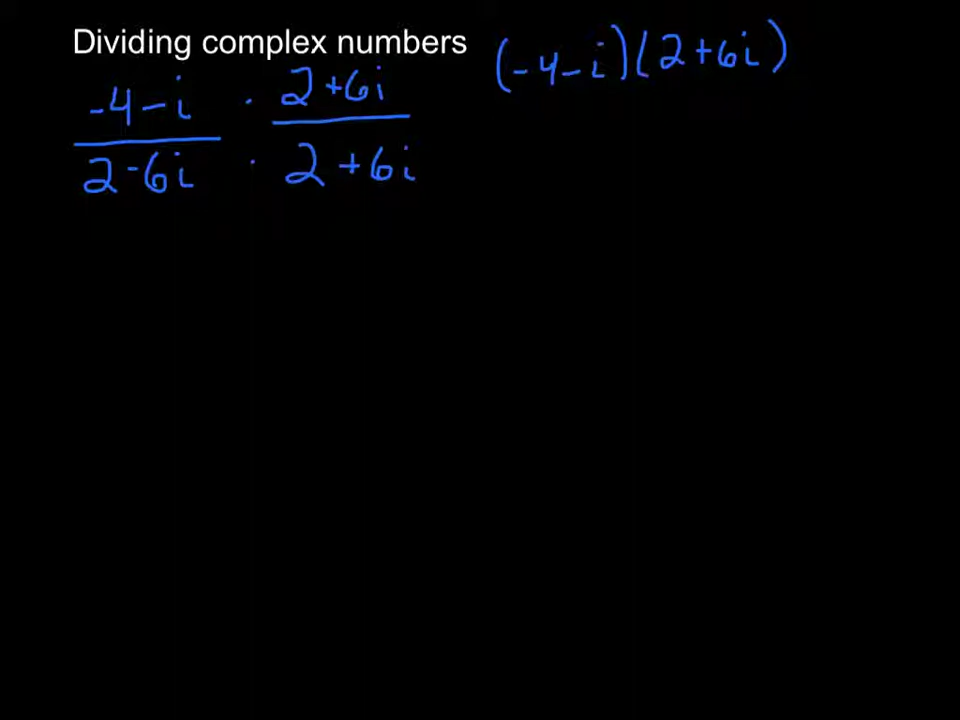 Dividing complex numbers (-4-i)(2+6i)
-4-i · 2+6i
2-6i · 2+6i